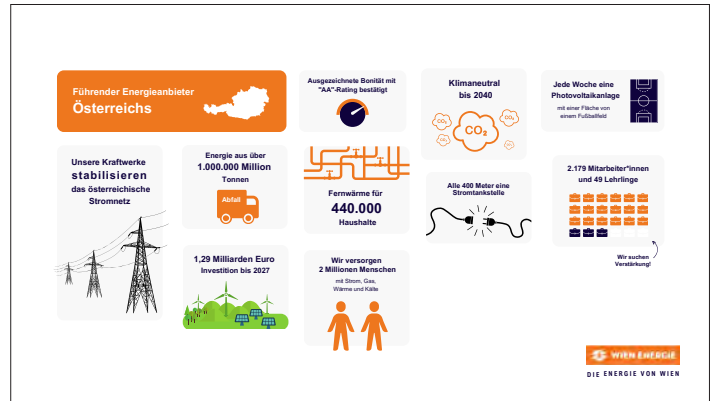 Führender Energieanbieter
Österreichs
Ausgezeichnete Bonität mit
"AA"-Rating bestätigt
Klimaneutral
bis 2040
CO₂
CO₂
CO₂
CO₂
CO₂
Jede Woche eine
Photovoltaikanlage
mit einer Fläche von
einem Fußballfeld
Unsere Kraftwerke
stabilisieren
das österreichische
Stromnetz
Energie aus über
1.000.000 Million
Tonnen
Abfall
Fernwärme für
440.000
Haushalte
Alle 400 Meter eine
Stromtankstelle
2.179 Mitarbeiter*innen
und 49 Lehrlinge
Wir suchen
Verstärkung!
1,29 Milliarden Euro
Investition bis 2027
Wir versorgen
2 Millionen Menschen
mit Strom, Gas,
Wärme und Kälte
WIEN ENERGIE
DIE ENERGIE VON WIEN